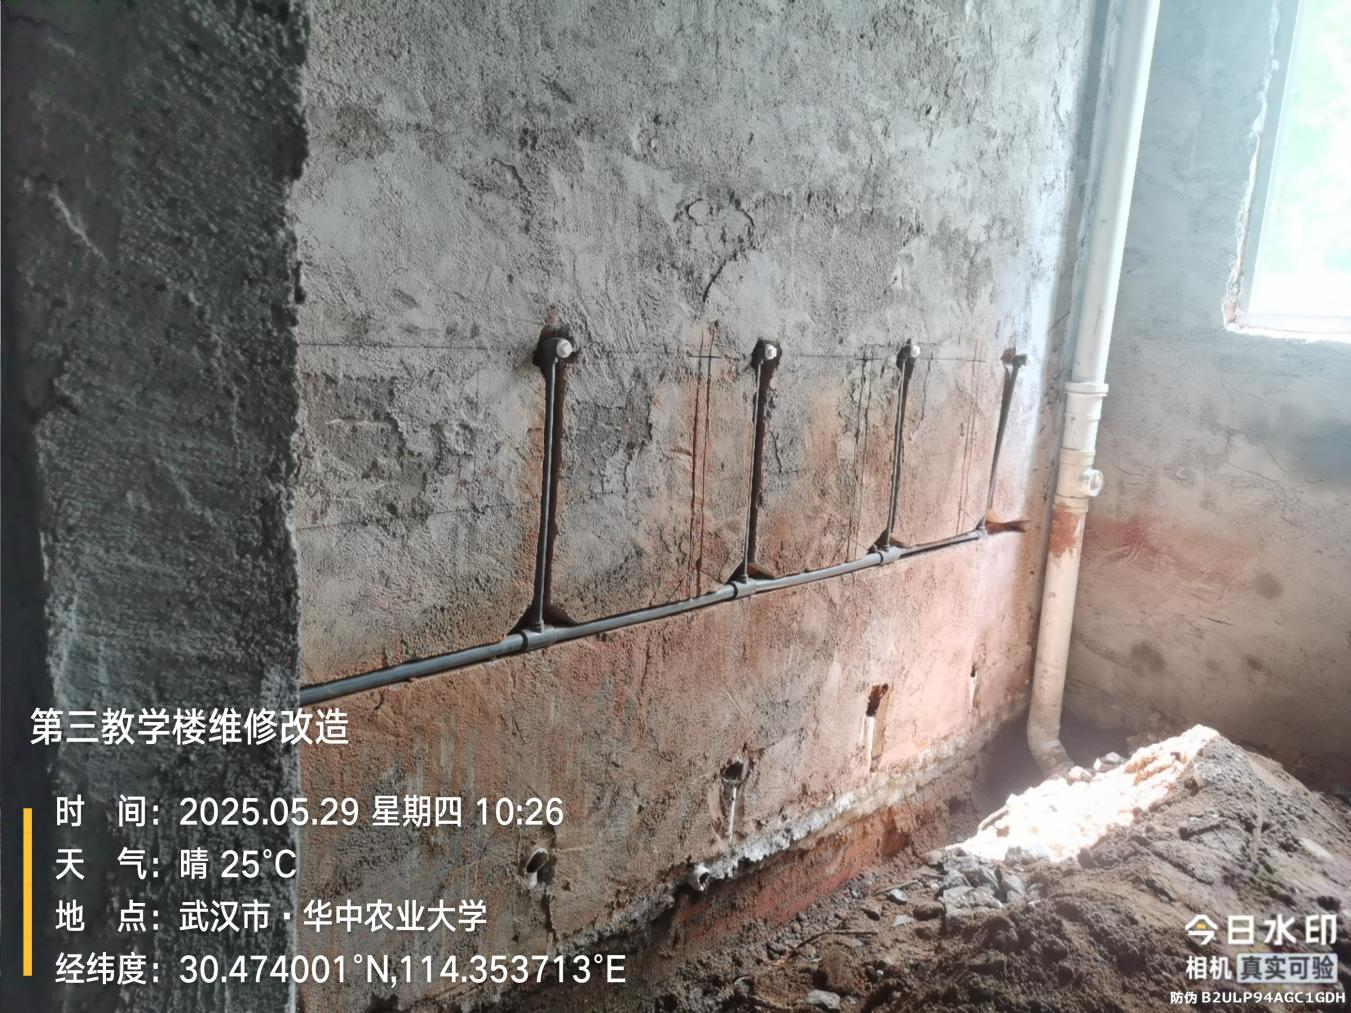 第三教学楼维修改造
时 间：2025.05.29 星期四 10:26
天 气：晴 25°C
地 点：武汉市·华中农业大学
经纬度：30.474001°N,114.353713°E
今日水印
相机 真实可验
防伪 B2ULP94AGC1GDH